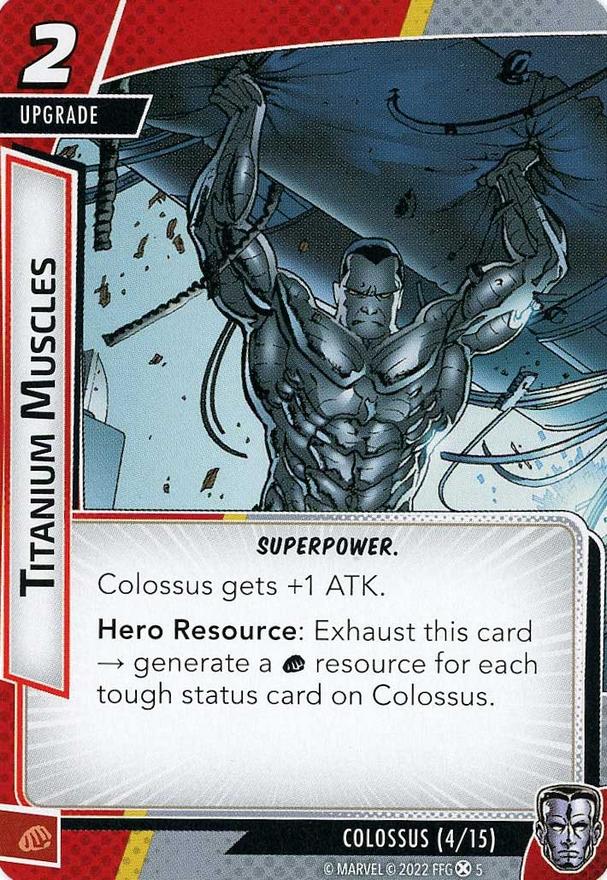 2
UPGRADE
TITANIUM MUSCLES
SUPERPOWER.
Colossus gets +1 ATK.
Hero Resource: Exhaust this card
→ generate a resource for each
tough status card on Colossus.
COLOSSUS (4/15)
© MARVEL © 2022 FFG 5